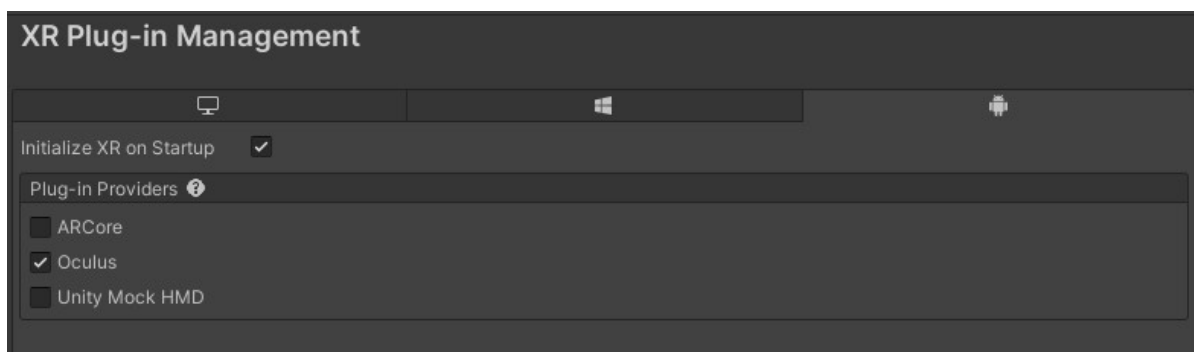 XR Plug-in Management
Initialize XR on Startup
Plug-in Providers
ARCore
Oculus
Unity Mock HMD